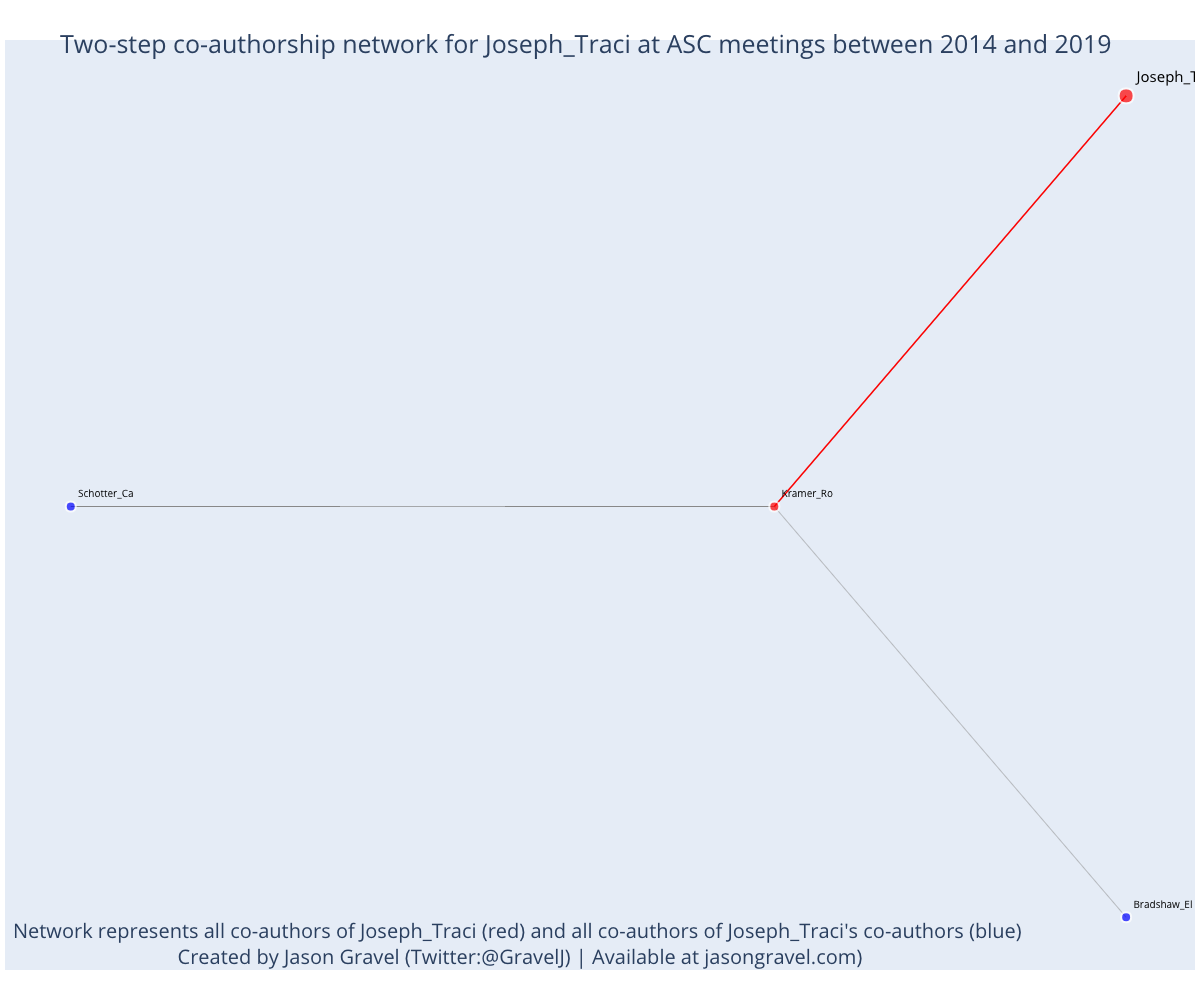 Two-step co-authorship network for Joseph_Traci at ASC meetings between 2014 and 2019
Joseph_T
Schotter_Ca
Kramer_Ro
Bradshaw_El
Network represents all co-authors of Joseph_Traci (red) and all co-authors of Joseph_Traci's co-authors (blue)
Created by Jason Gravel (Twitter:@GravelJ) | Available at jasongravel.com)